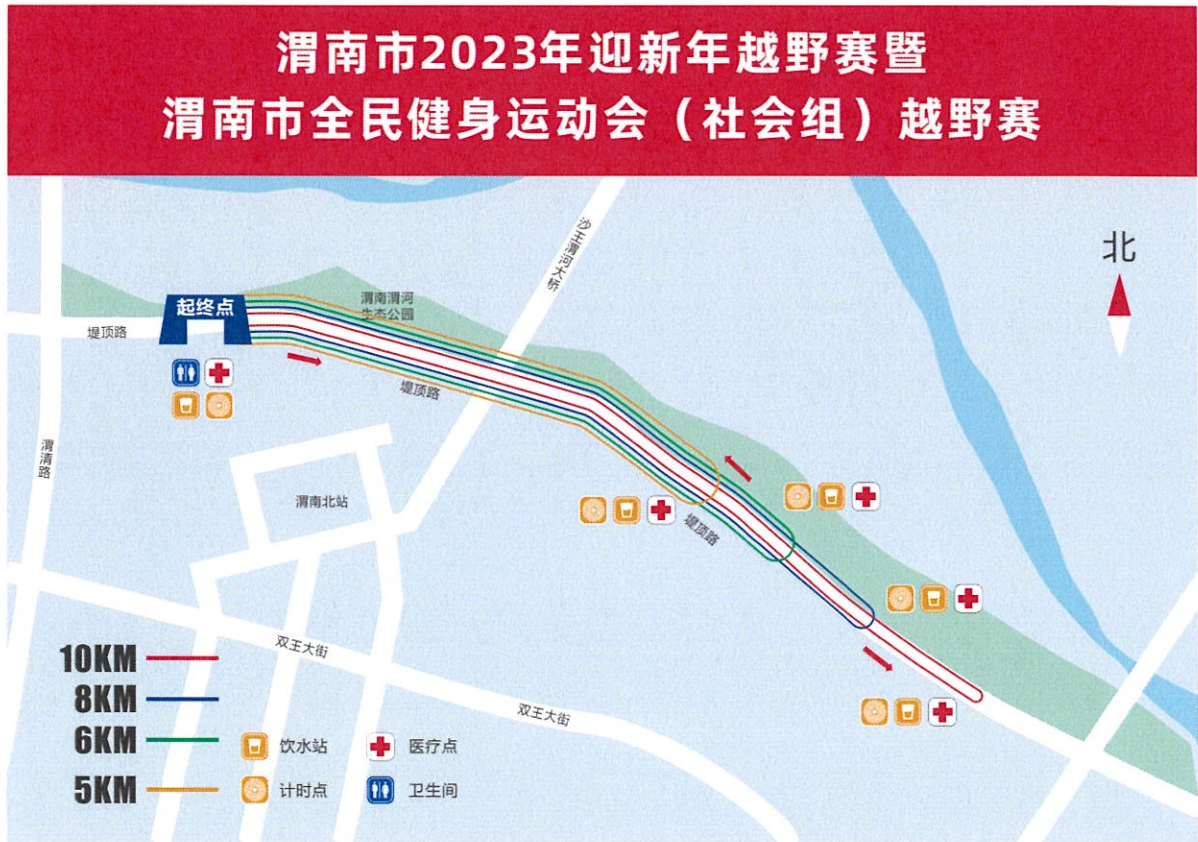 渭南市2023年迎新年越野赛暨
渭南市全民健身运动会（社会组）越野赛
北
沙王渭河大桥
渭南渭河
生态公园
起终点
堤顶路
堤顶路
渭清路
渭南北站
堤顶路
双王大街
双王大街
10KM
8KM
6KM
5KM
饮水站
医疗点
计时点
卫生间